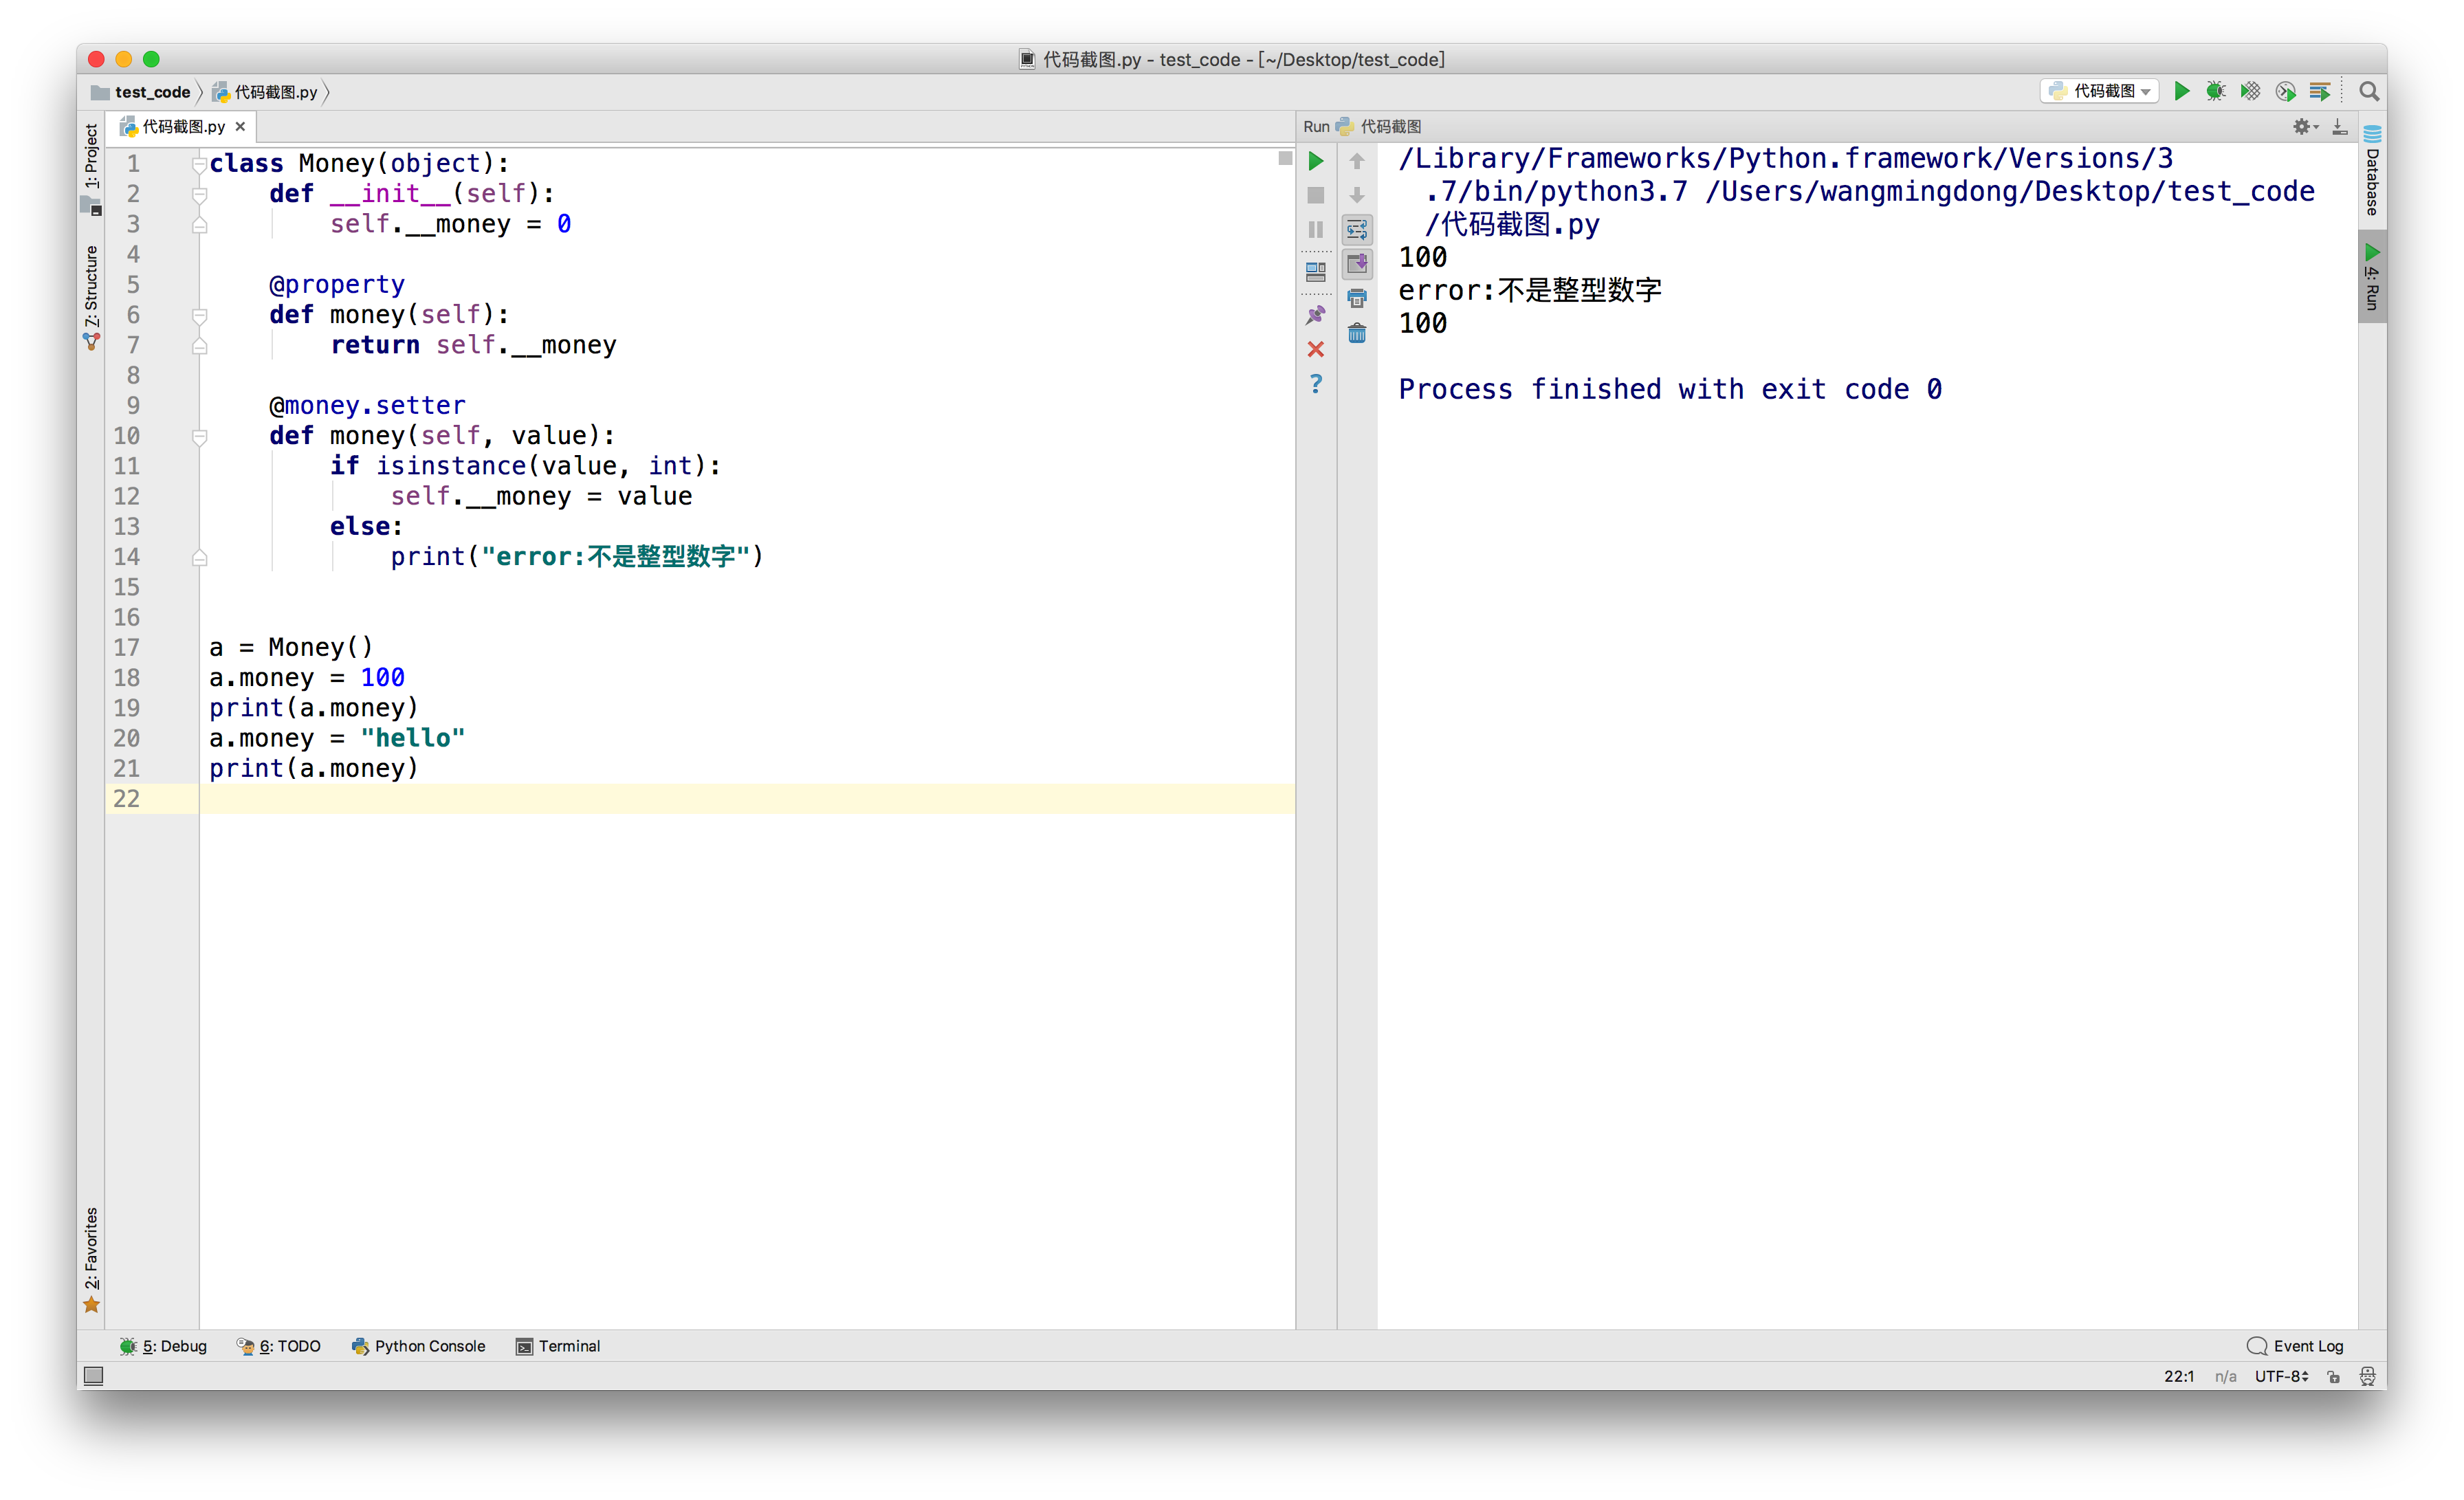 代码截图.py - test_code - [~/Desktop/test_code]
test_code 代码截图.py
代码截图
1: Project
7: Structure
2: Favorites
代码截图.py
1 class Money(object):
2     def __init__(self):
3         self.__money = 0
4
5     @property
6     def money(self):
7         return self.__money
8
9     @money.setter
10     def money(self, value):
11         if isinstance(value, int):
12             self.__money = value
13         else:
14             print("error:不是整型数字")
15
16
17 a = Money()
18 a.money = 100
19 print(a.money)
20 a.money = "hello"
21 print(a.money)
22
Run 代码截图
/Library/Frameworks/Python.framework/Versions/3
.7/bin/python3.7 /Users/wangmingdong/Desktop/test_code
/代码截图.py
100
error:不是整型数字
100
Process finished with exit code 0
Database
4: Run
5: Debug 6: TODO Python Console Terminal Event Log
22:1 n/a UTF-8